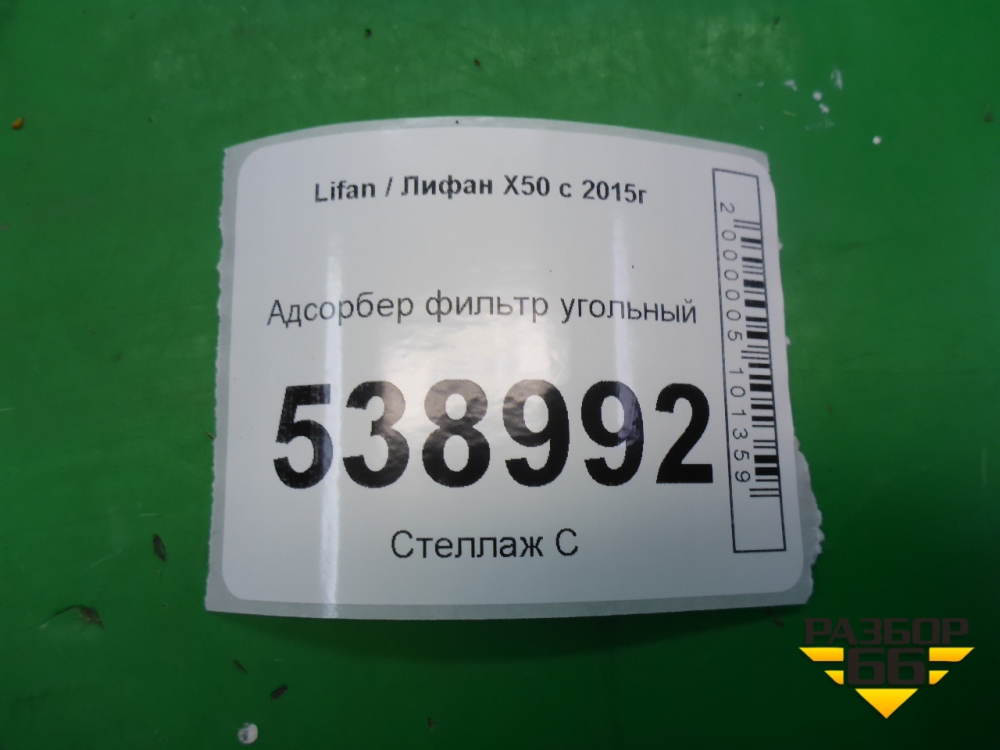 Lifan / Лифан X50 с 2015г
Адсорбер фильтр угольный
538992
Стеллаж С
2000005101359
РАЗБОР
66